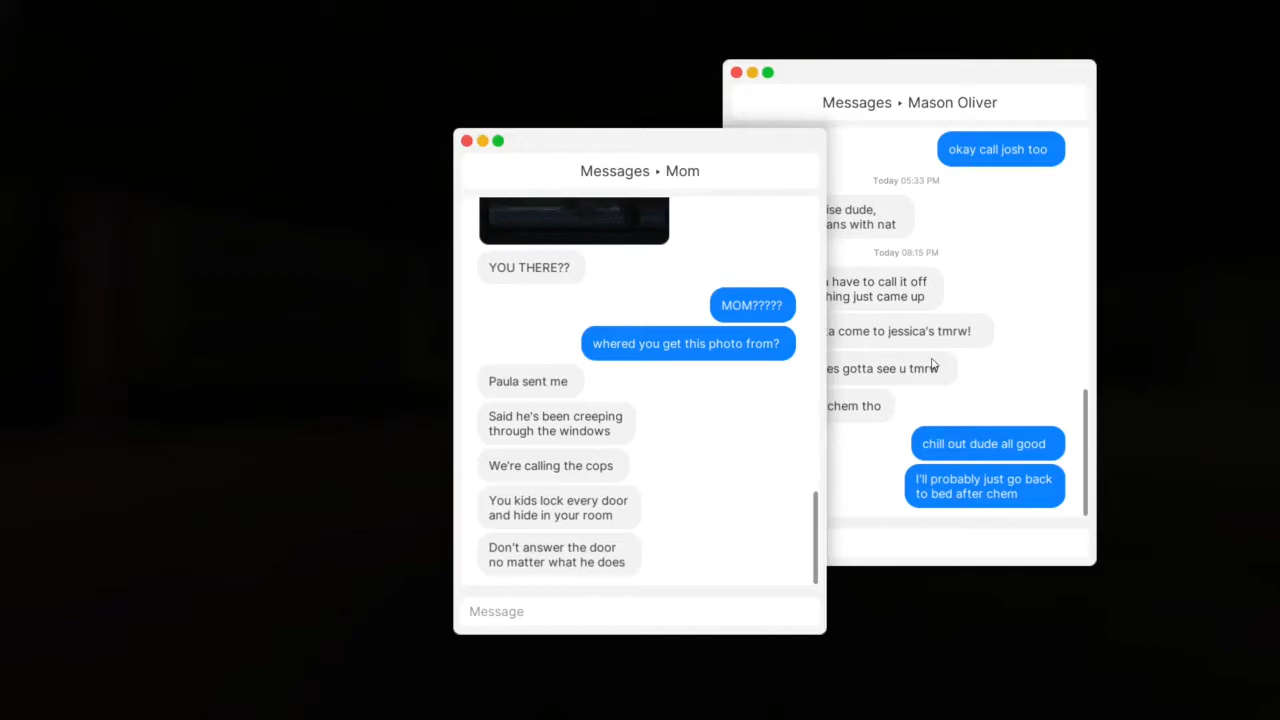 Messages ‣ Mason Oliver
okay call josh too
Today 05:33 PM
dude,
with nat
Today 08:15 PM
have to call it off
just came up
come to jessica's tmrw!
gotta see u tmrw
chem tho
chill out dude all good
I'll probably just go back
to bed after chem
Messages ‣ Mom
YOU THERE??
MOM?????
whered you get this photo from?
Paula sent me
Said he's been creeping
through the windows
We're calling the cops
You kids lock every door
and hide in your room
Don't answer the door
no matter what he does
Message